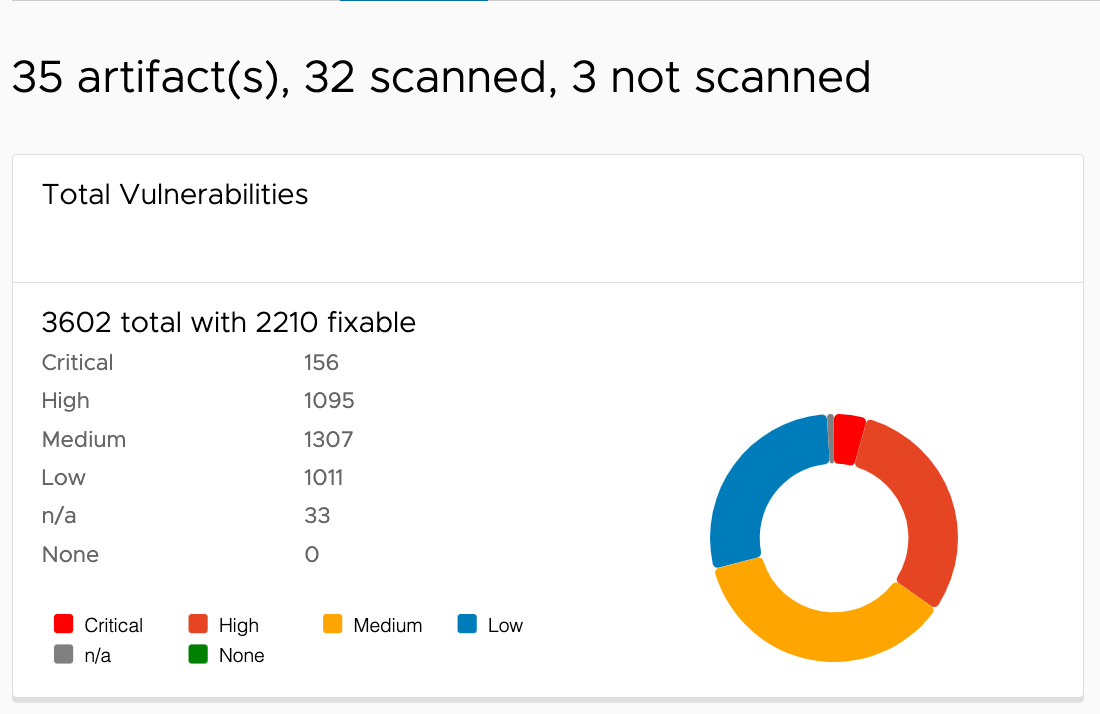 35 artifact(s), 32 scanned, 3 not scanned
Total Vulnerabilities
3602 total with 2210 fixable
Critical 156
High 1095
Medium 1307
Low 1011
n/a 33
None 0
Critical High Medium Low
n/a None